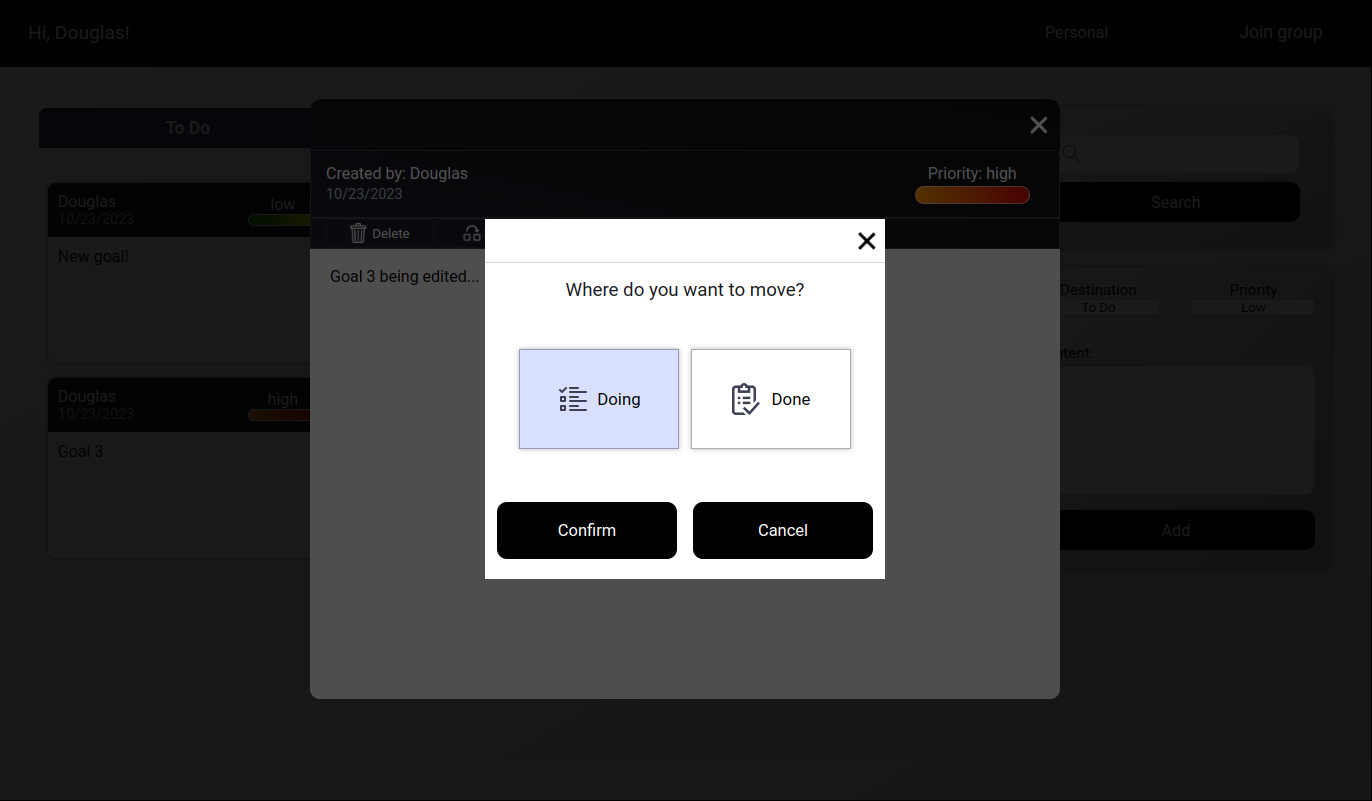 Hi, Douglas!
Personal
Join group
To Do
Douglas
10/23/2023
low
New goal!
Douglas
10/23/2023
high
Goal 3
Created by: Douglas
10/23/2023
Priority: high
Delete
Goal 3 being edited...
Where do you want to move?
Doing
Done
Confirm
Cancel
Search
Destination
Priority
To Do
Low
ntent:
Add